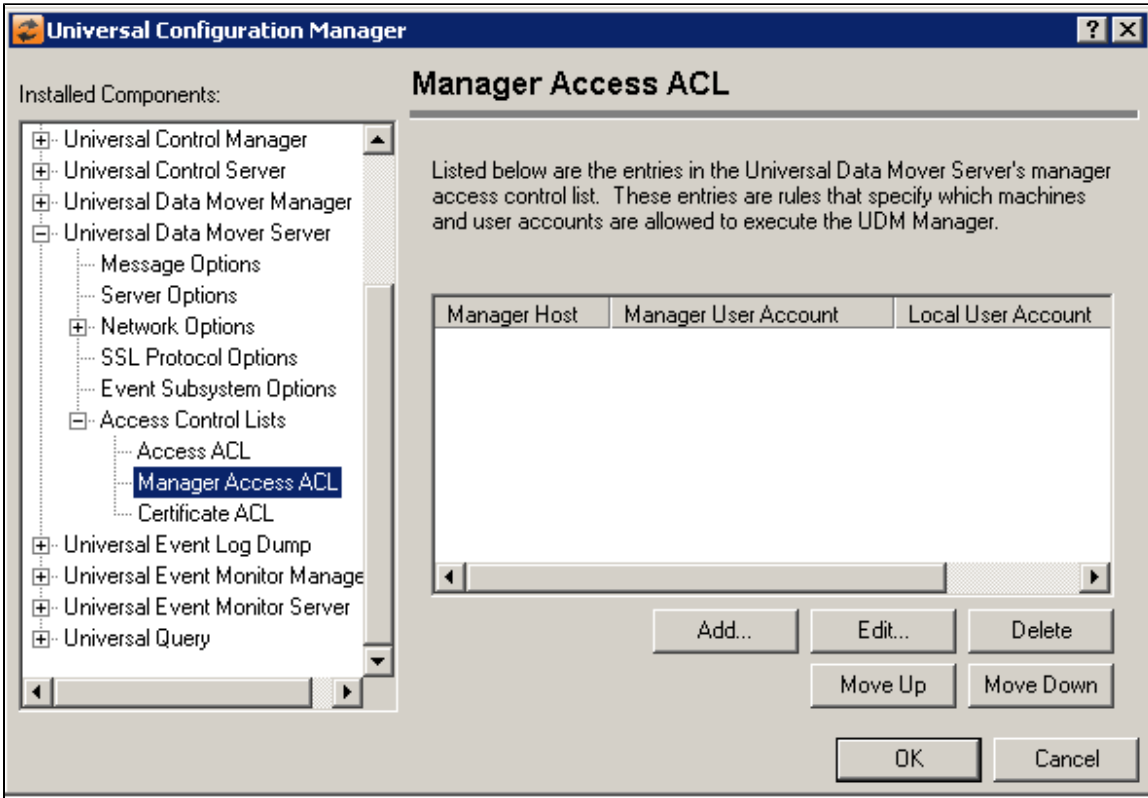 Universal Configuration Manager
Installed Components:
Universal Control Manager
Universal Control Server
Universal Data Mover Manager
Universal Data Mover Server
Message Options
Server Options
Network Options
SSL Protocol Options
Event Subsystem Options
Access Control Lists
Access ACL
Manager Access ACL
Certificate ACL
Universal Event Log Dump
Universal Event Monitor Manage
Universal Event Monitor Server
Universal Query
Manager Access ACL
Listed below are the entries in the Universal Data Mover Server's manager
access control list. These entries are rules that specify which machines
and user accounts are allowed to execute the UDM Manager.
Manager Host Manager User Account Local User Account
Add... Edit... Delete
Move Up Move Down
OK Cancel